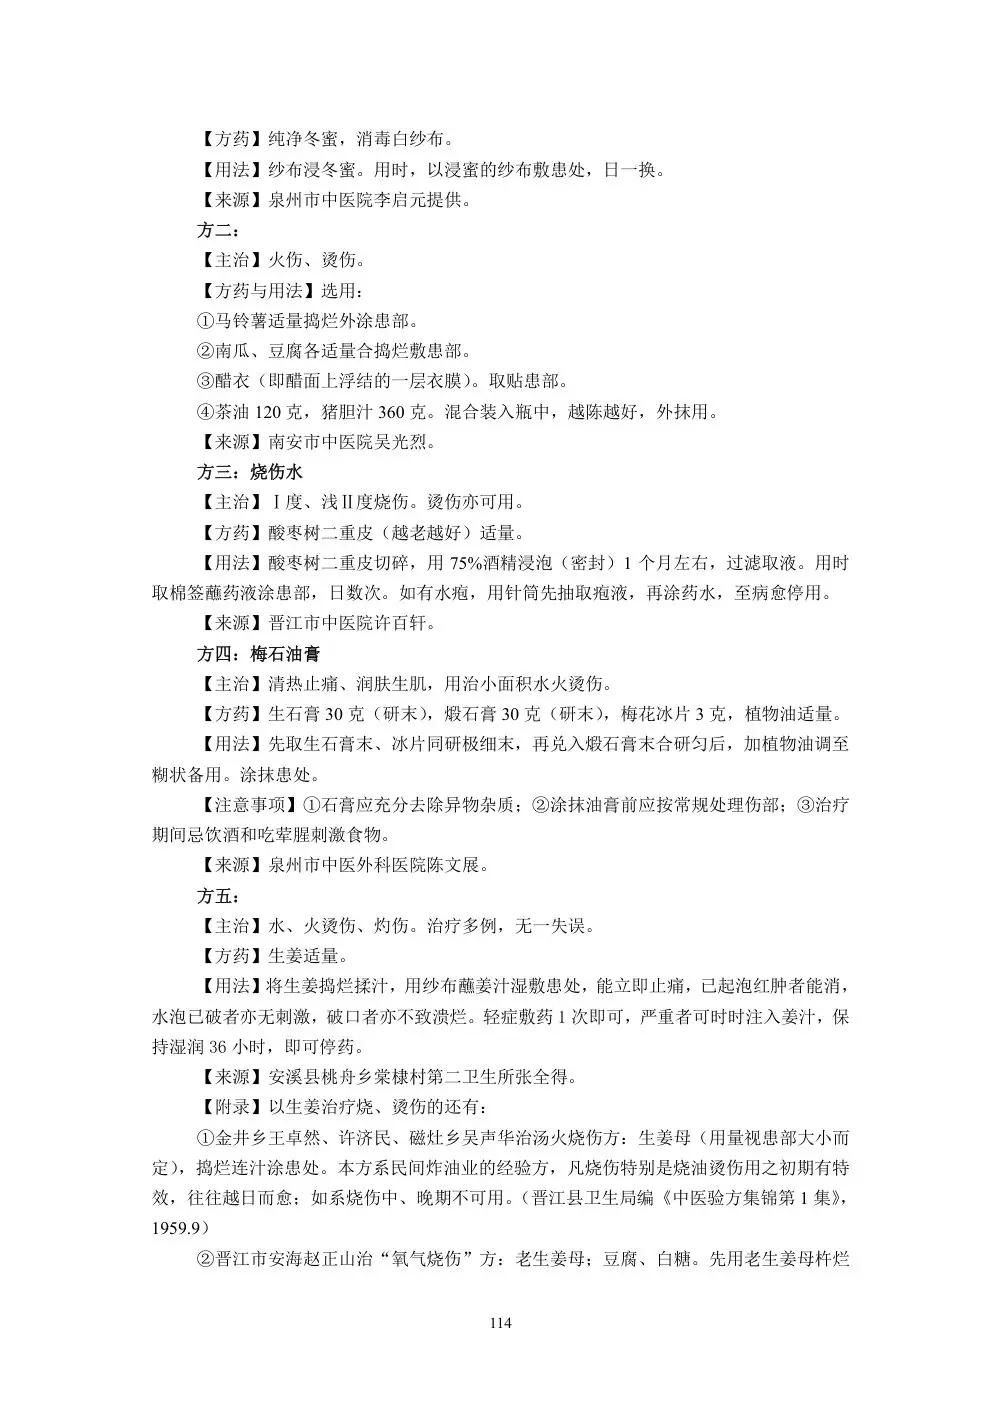 【方药】纯净冬蜜，消毒白纱布。
【用法】纱布浸冬蜜。用时，以浸蜜的纱布敷患处，日一换。
【来源】泉州市中医院李启元提供。
方二：
【主治】火伤、烫伤。
【方药与用法】选用：
①马铃薯适量捣烂外涂患部。
②南瓜、豆腐各适量合捣烂敷患部。
③醋衣（即醋面上浮结的一层衣膜）。取贴患部。
④茶油 120 克，猪胆汁 360 克。混合装入瓶中，越陈越好，外抹用。
【来源】南安市中医院吴光烈。
方三：烧伤水
【主治】Ⅰ度、浅Ⅱ度烧伤。烫伤亦可用。
【方药】酸枣树二重皮（越老越好）适量。
【用法】酸枣树二重皮切碎，用 75%酒精浸泡（密封）1 个月左右，过滤取液。用时
取棉签蘸药液涂患部，日数次。如有水疱，用针筒先抽取疱液，再涂药水，至病愈停用。
【来源】晋江市中医院许百轩。
方四：梅石油膏
【主治】清热止痛、润肤生肌，用治小面积水火烫伤。
【方药】生石膏 30 克（研末），煅石膏 30 克（研末），梅花冰片 3 克，植物油适量。
【用法】先取生石膏末、冰片同研极细末，再兑入煅石膏末合研匀后，加植物油调至
糊状备用。涂抹患处。
【注意事项】①石膏应充分去除异物杂质；②涂抹油膏前应按常规处理伤部；③治疗
期间忌饮酒和吃荤腥刺激食物。
【来源】泉州市中医外科医院陈文展。
方五：
【主治】水、火烫伤、灼伤。治疗多例，无一失误。
【方药】生姜适量。
【用法】将生姜捣烂揉汁，用纱布蘸姜汁湿敷患处，能立即止痛，已起泡红肿者能消，
水泡已破者亦无刺激，破口者亦不致溃烂。轻症敷药 1 次即可，严重者可时时注入姜汁，保
持湿润 36 小时，即可停药。
【来源】安溪县桃舟乡棠棣村第二卫生所张全得。
【附录】以生姜治疗烧、烫伤的还有：
①金井乡王卓然、许济民、磁灶乡吴声华治汤火烧伤方：生姜母（用量视患部大小而
定），捣烂连汁涂患处。本方系民间炸油业的经验方，凡烧伤特别是烧油烫伤用之初期有特
效，往往越日而愈；如系烧伤中、晚期不可用。（晋江县卫生局编《中医验方集锦第 1 集》，
1959.9）
②晋江市安海赵正山治“氧气烧伤”方：老生姜母；豆腐、白糖。先用老生姜母杵烂
114